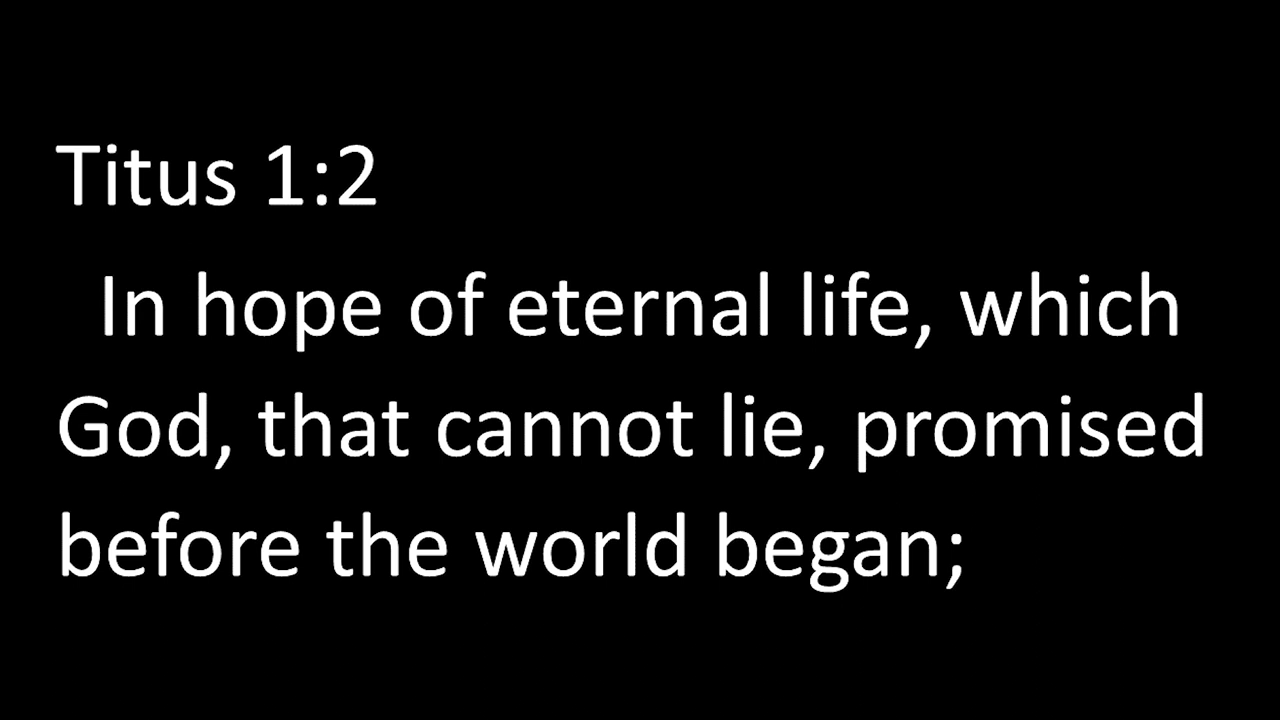 Titus 1:2
In hope of eternal life, which
God, that cannot lie, promised
before the world began;